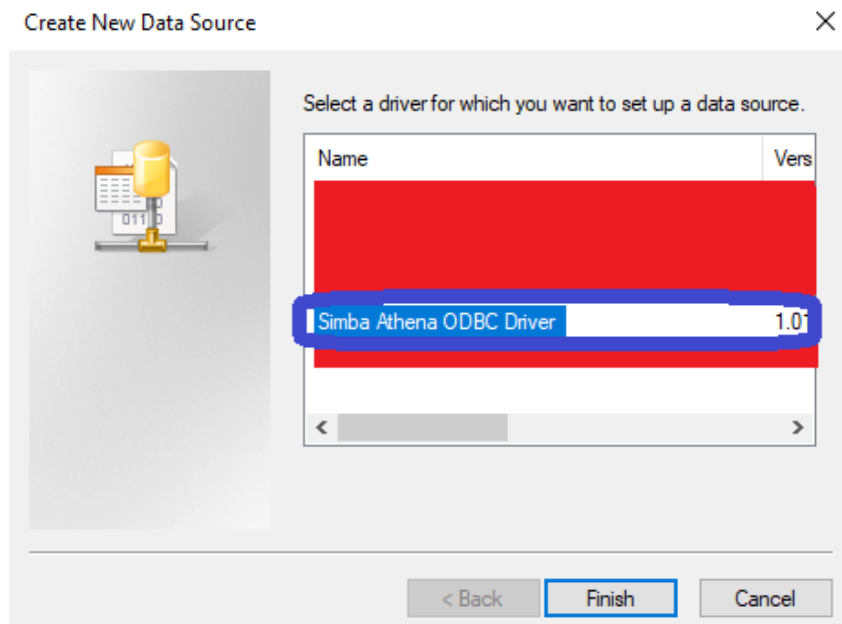 Create New Data Source
Select a driver for which you want to set up a data source.
Name Vers
Simba Athena ODBC Driver 1.01
< Back Finish Cancel